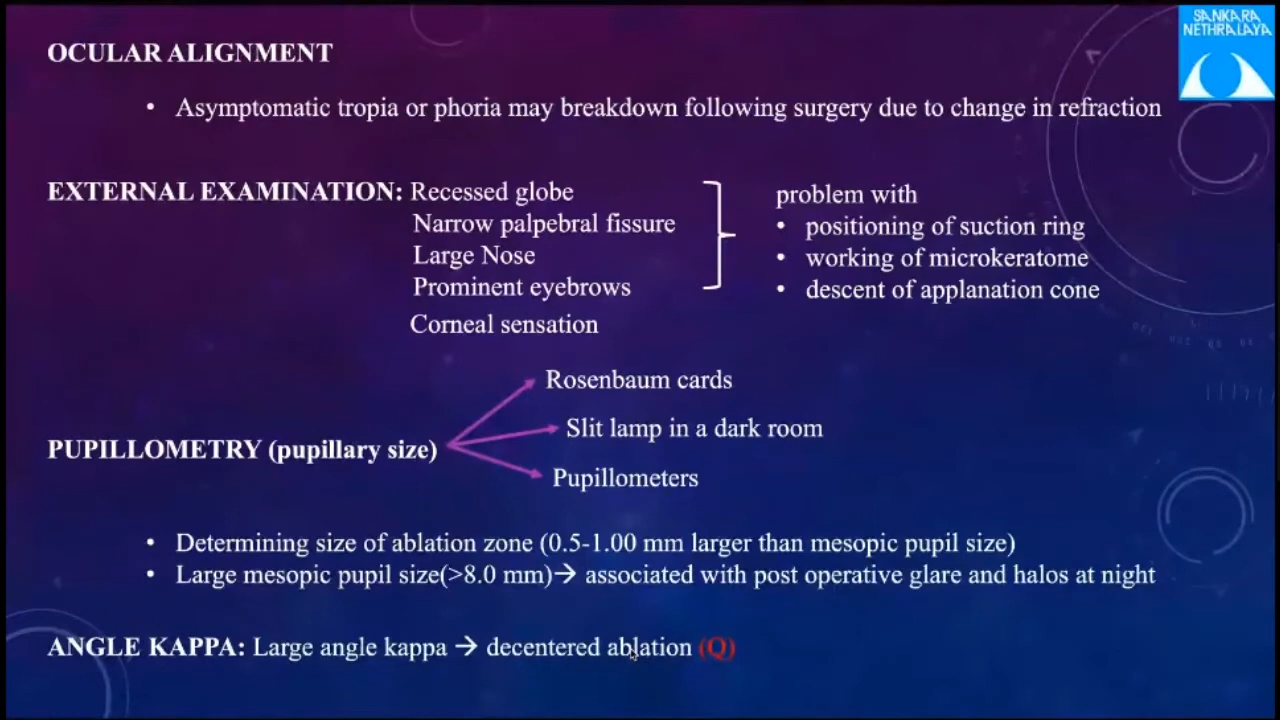 SANKARA
NETHRALAYA
OCULAR ALIGNMENT
• Asymptomatic tropia or phoria may breakdown following surgery due to change in refraction
EXTERNAL EXAMINATION: Recessed globe
Narrow palpebral fissure
Large Nose
Prominent eyebrows
Corneal sensation
problem with
• positioning of suction ring
• working of microkeratome
• descent of applanation cone
PUPILLOMETRY (pupillary size)
Rosenbaum cards
Slit lamp in a dark room
Pupillometers
• Determining size of ablation zone (0.5-1.00 mm larger than mesopic pupil size)
• Large mesopic pupil size(>8.0 mm)→ associated with post operative glare and halos at night
ANGLE KAPPA: Large angle kappa → decentered ablation (Q)